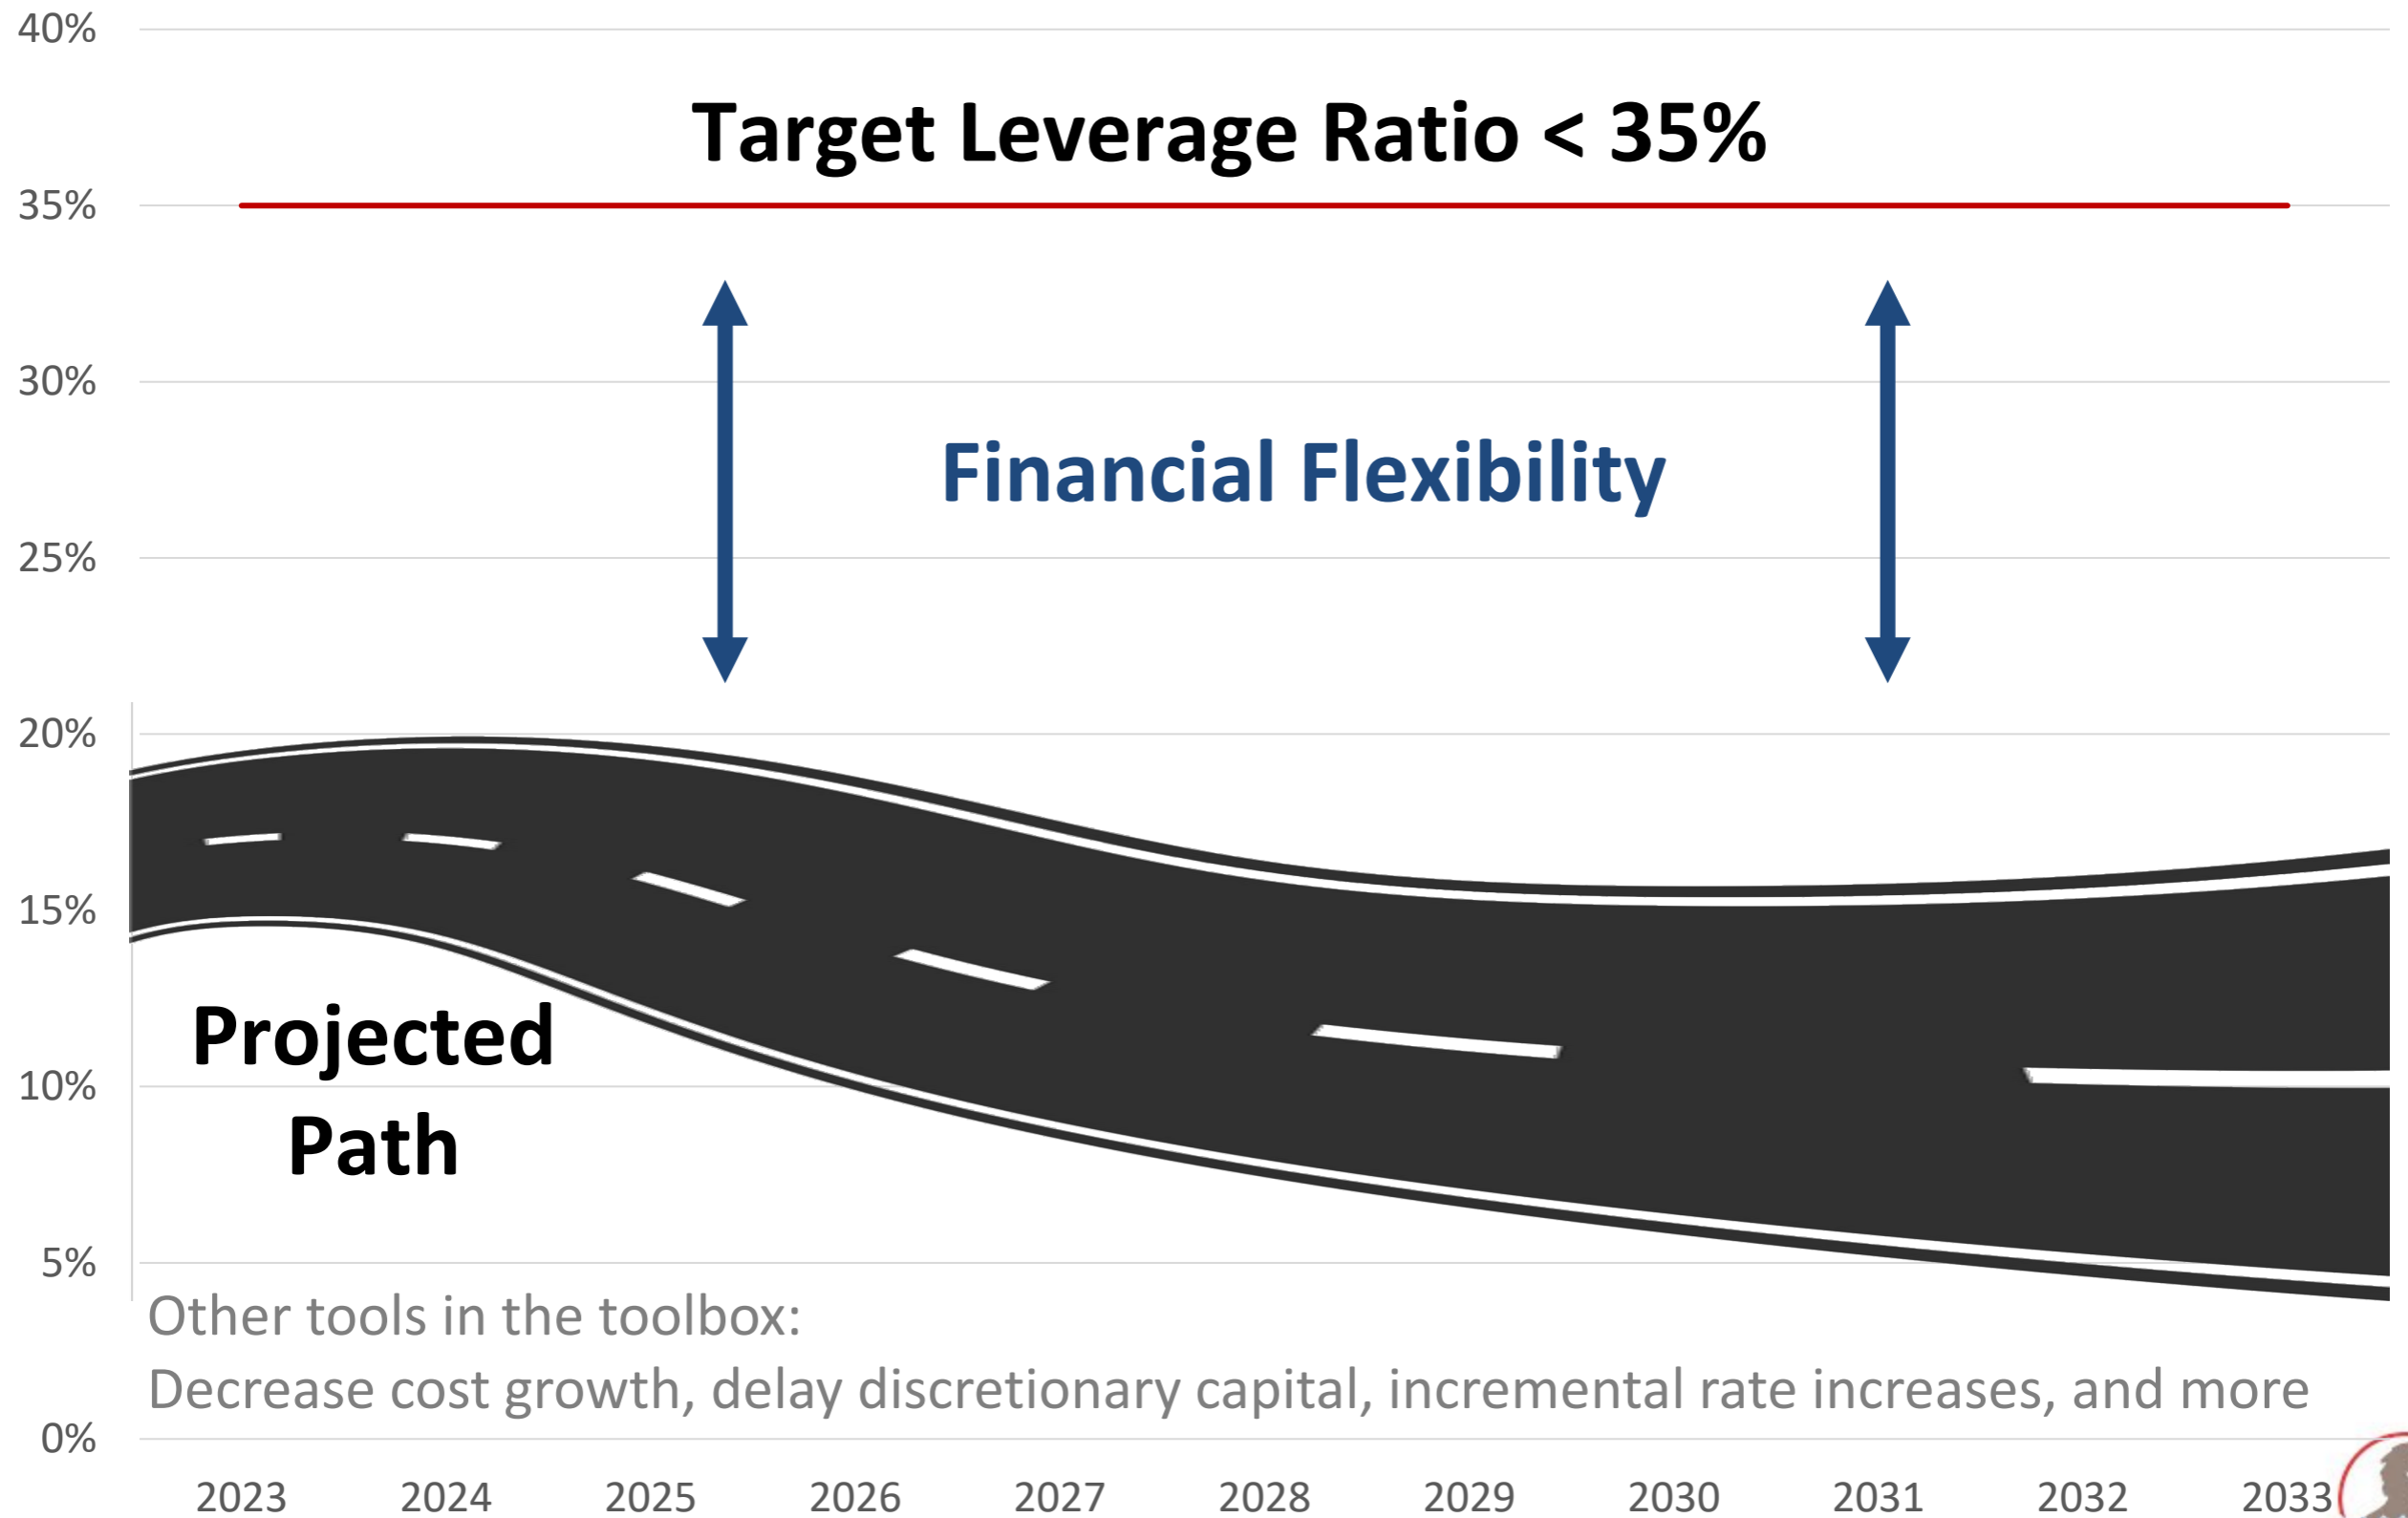 40%
Target Leverage Ratio < 35%
35%
30%
Financial Flexibility
25%
20%
15%
Projected
Path
10%
5%
Other tools in the toolbox:
Decrease cost growth, delay discretionary capital, incremental rate increases, and more
0%
2023 2024 2025 2026 2027 2028 2029 2030 2031 2032 2033